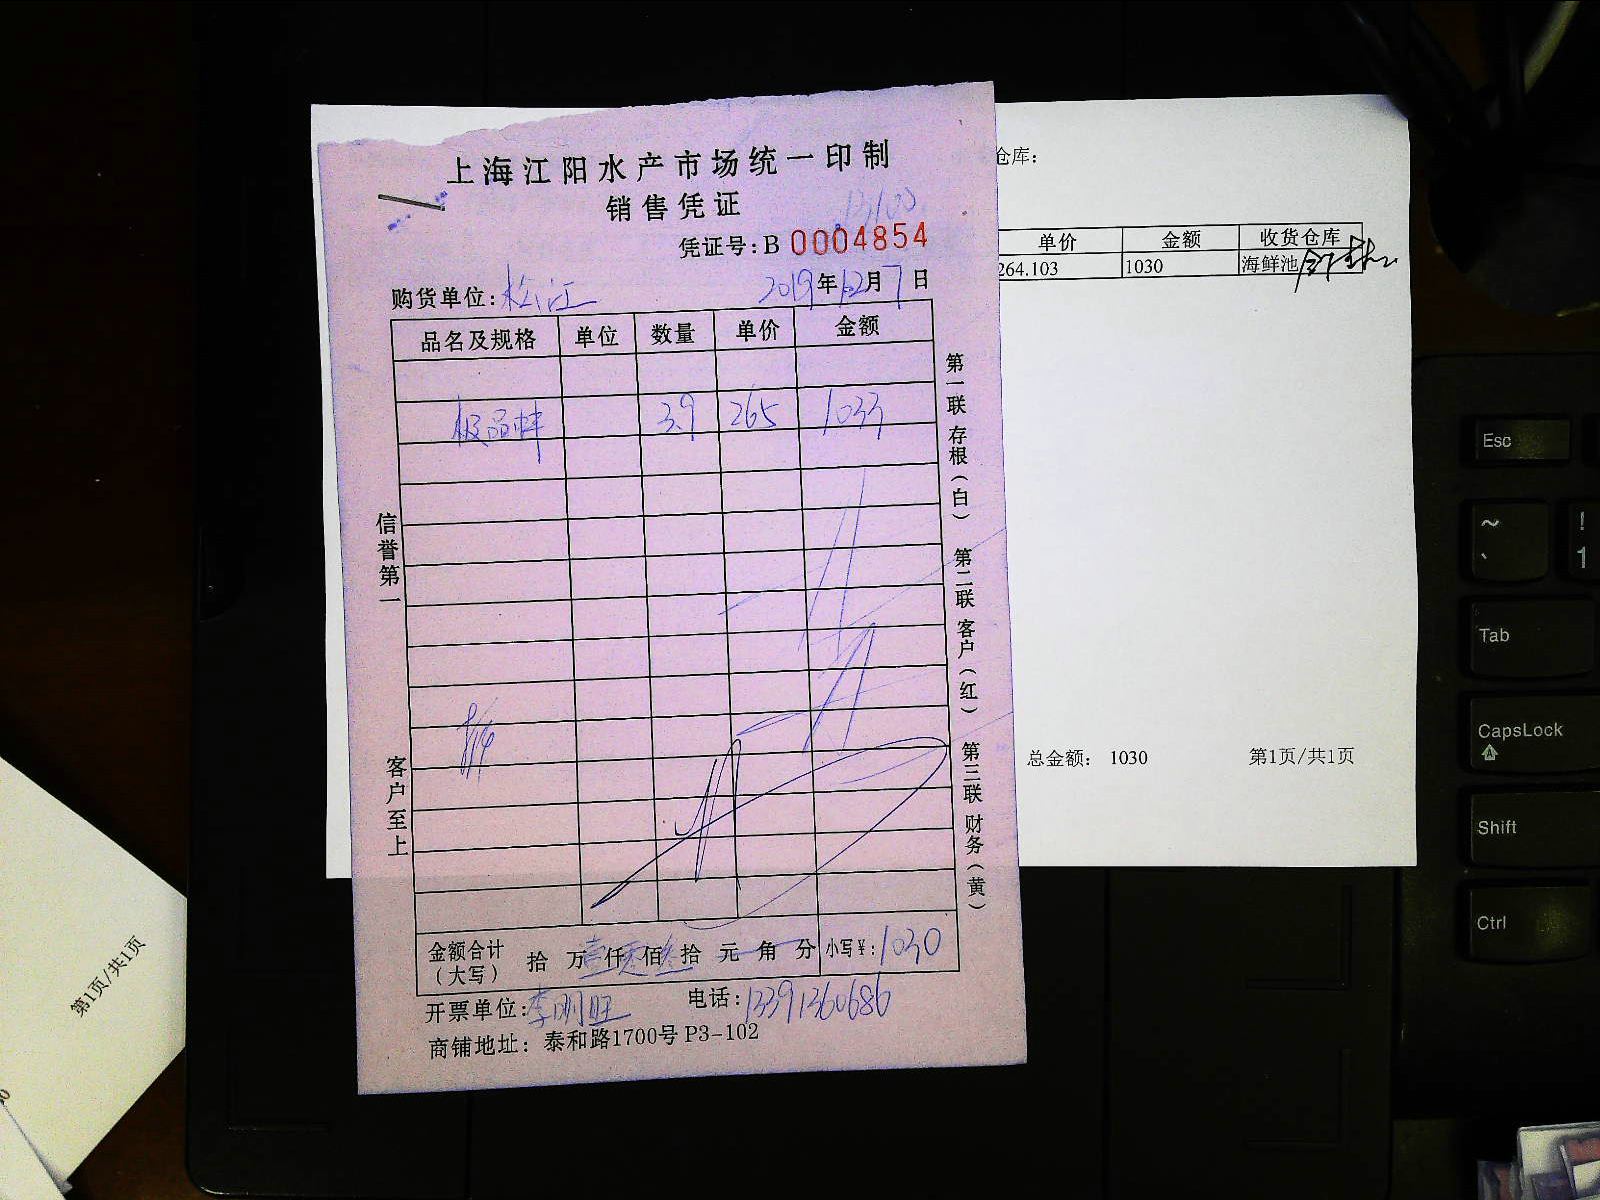 上海江阳水产市场统一印制
销售凭证
13100
凭证号:B 0004854
购货单位:松江 2019年12月7日
品名及规格 单位 数量 单价 金额
极品蚌 3.9 265 1033
信誉第一
客户至上
第一联 存根(白) 第二联 客户(红) 第三联 财务(黄)
金额合计(大写) 拾 万壹仟零佰叁拾 元 角 分 小写¥:1030
开票单位:李明旺 电话:13391360686
商铺地址: 泰和路1700号 P3-102
仓库:
单价 金额 收货仓库
264.103 1030 海鲜池
总金额: 1030 第1页/共1页
第1页/共1页
Esc
~
`
!
1
Tab
CapsLock
Shift
Ctrl